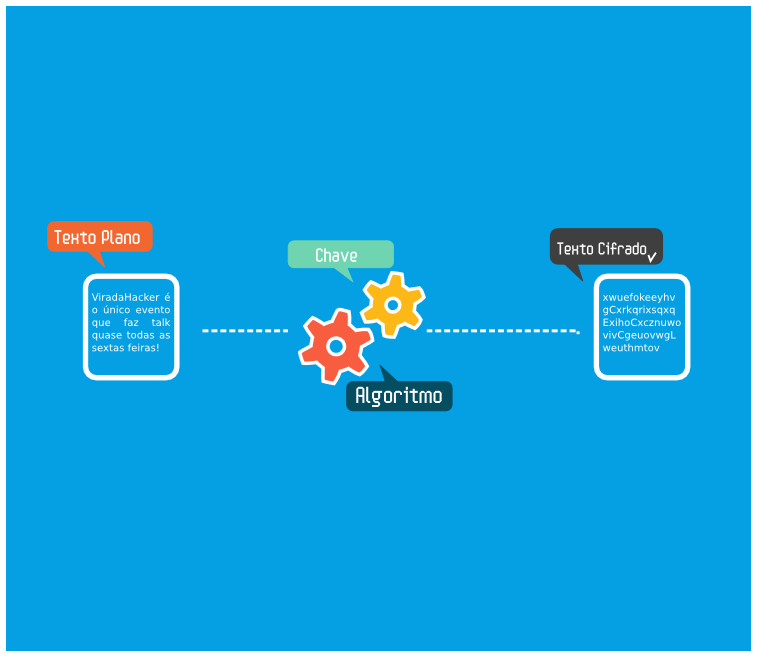 Texto Plano
ViradaHacker é
o único evento
que faz talk
quase todas as
sextas feiras!
Chave
Algoritmo
Texto Cifrado
xwuefokeeyhv
gCxrkqrixsqxq
ExihoCxcznuwo
vivCgeuovwgL
weuthmtov